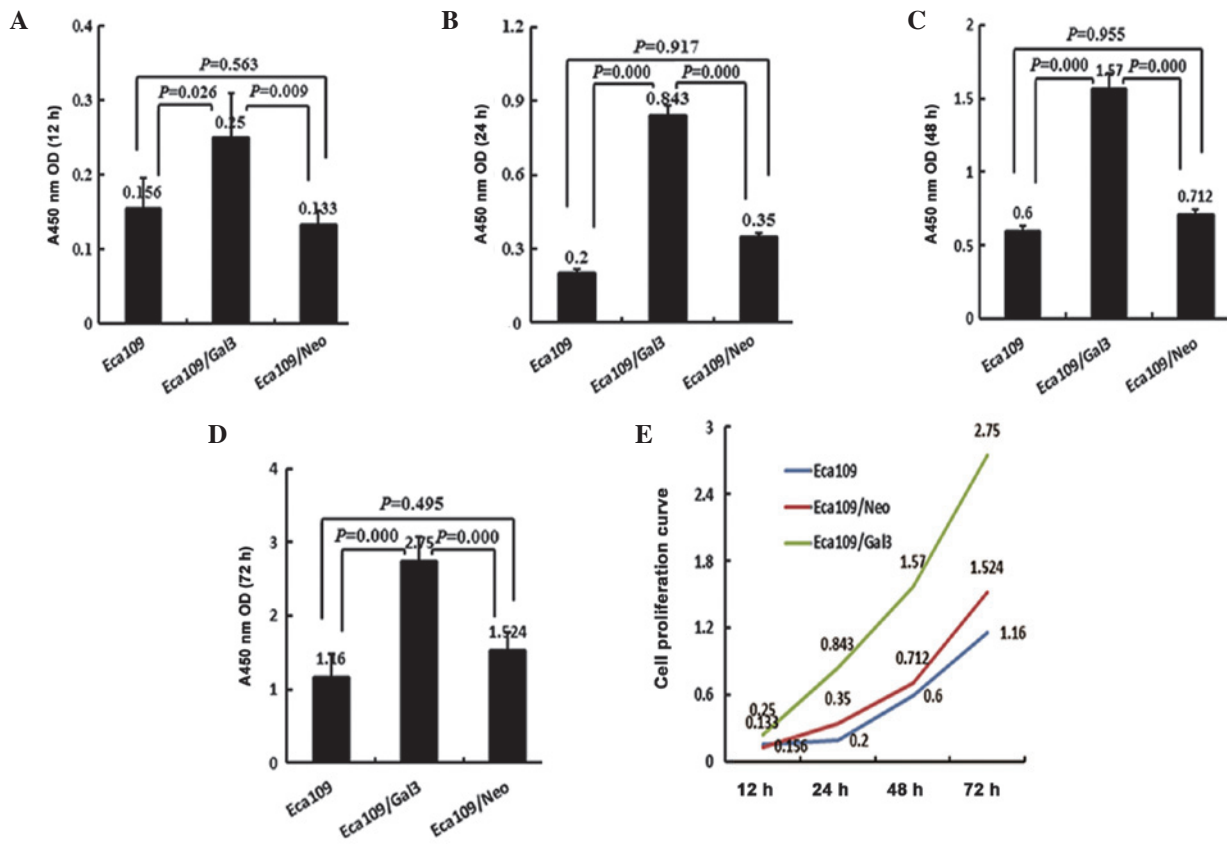 A
A450 nm OD (12 h)
0.4
0.3
0.2
0.1
0
P=0.563
P=0.026
P=0.009
0.156
0.25
0.133
Eca109
Eca109/Gal3
Eca109/Neo
B
A450 nm OD (24 h)
1.2
0.9
0.6
0.3
0
P=0.917
P=0.000
P=0.000
0.2
0.843
0.35
Eca109
Eca109/Gal3
Eca109/Neo
C
A450 nm OD (48 h)
2
1.5
1
0.5
0
P=0.955
P=0.000
P=0.000
0.6
1.57
0.712
Eca109
Eca109/Gal3
Eca109/Neo
D
A450 nm OD (72 h)
4
3
2
1
0
P=0.495
P=0.000
P=0.000
1.16
2.75
1.524
Eca109
Eca109/Gal3
Eca109/Neo
E
Cell proliferation curve
3
2.4
1.8
1.2
0.6
0
Eca109
Eca109/Neo
Eca109/Gal3
0.25
0.133
0.156
0.843
0.35
0.2
1.57
0.712
0.6
2.75
1.524
1.16
12 h
24 h
48 h
72 h